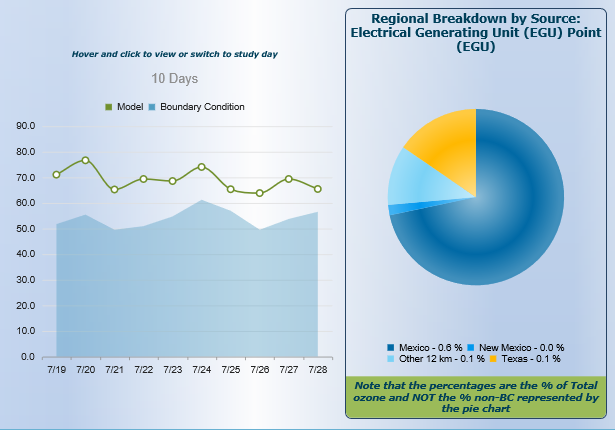 Hover and click to view or switch to study day
10 Days
Model Boundary Condition
90.0
80.0
70.0
60.0
50.0
40.0
30.0
20.0
10.0
0.0
7/19 7/20 7/21 7/22 7/23 7/24 7/25 7/26 7/27 7/28
Regional Breakdown by Source:
Electrical Generating Unit (EGU) Point
(EGU)
Mexico - 0.6 % New Mexico - 0.0 %
Other 12 km - 0.1 % Texas - 0.1 %
Note that the percentages are the % of Total
ozone and NOT the % non-BC represented by
the pie chart